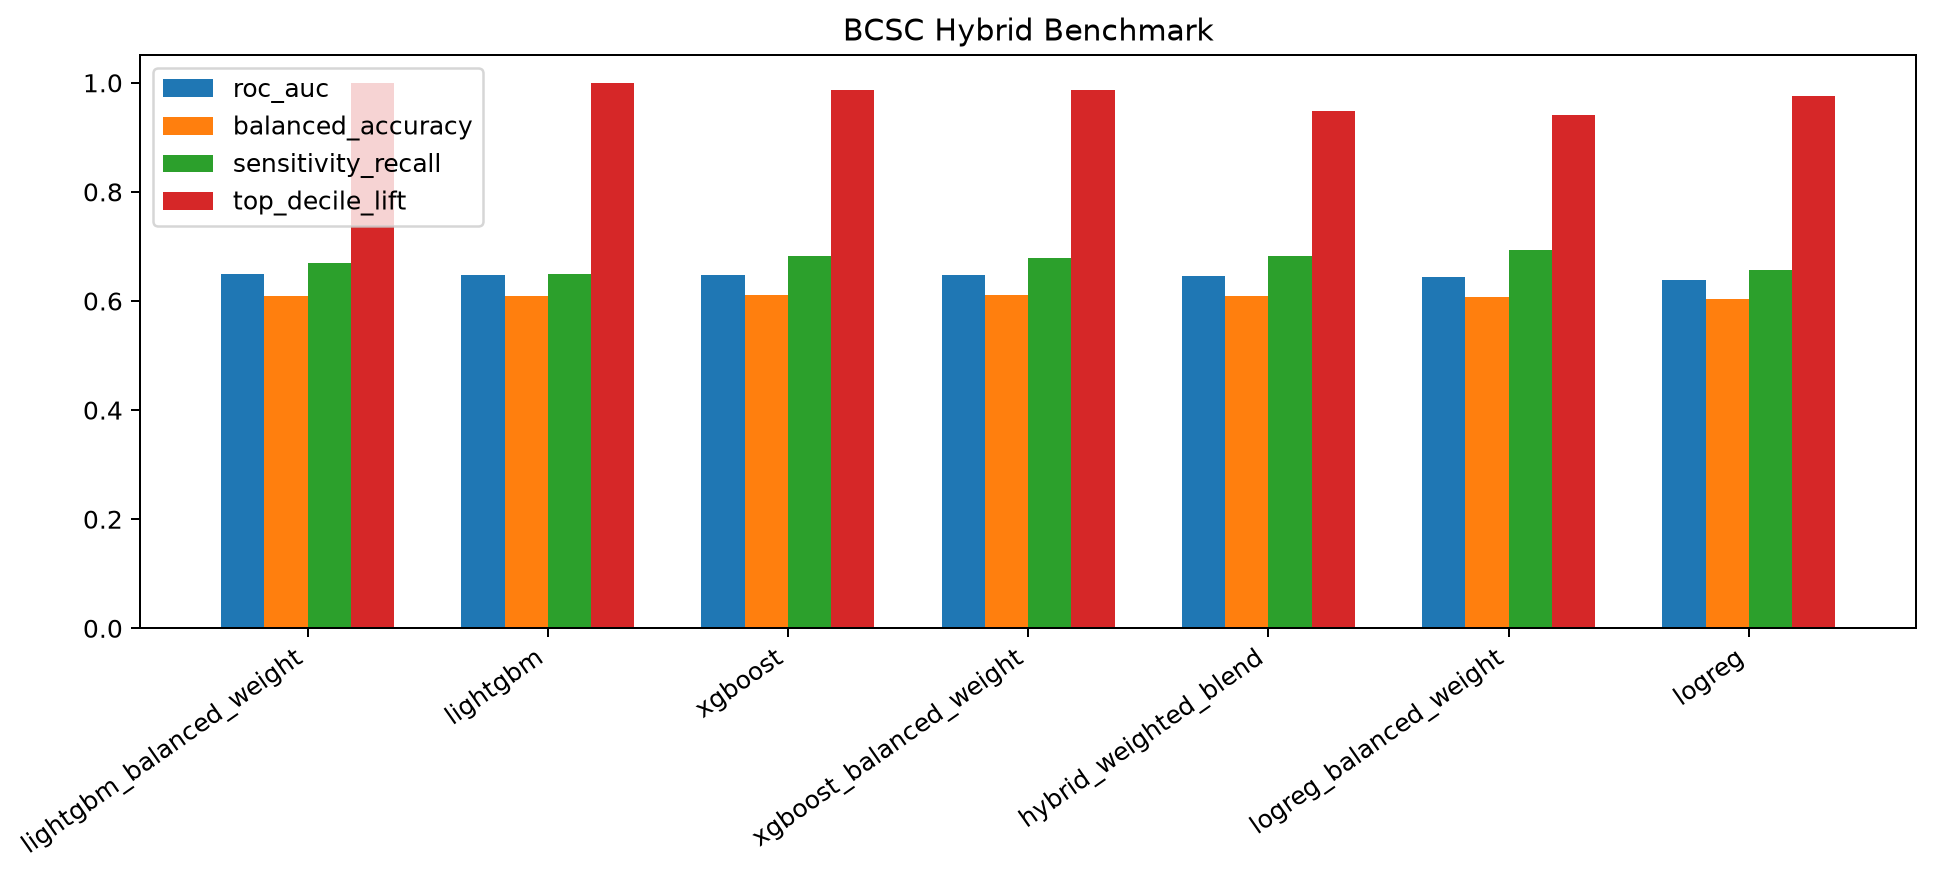 BCSC Hybrid Benchmark
1.0
0.8
0.6
0.4
0.2
0.0
roc_auc
balanced_accuracy
sensitivity_recall
top_decile_lift
lightgbm_balanced_weight
lightgbm
xgboost
xgboost_balanced_weight
hybrid_weighted_blend
logreg_balanced_weight
logreg